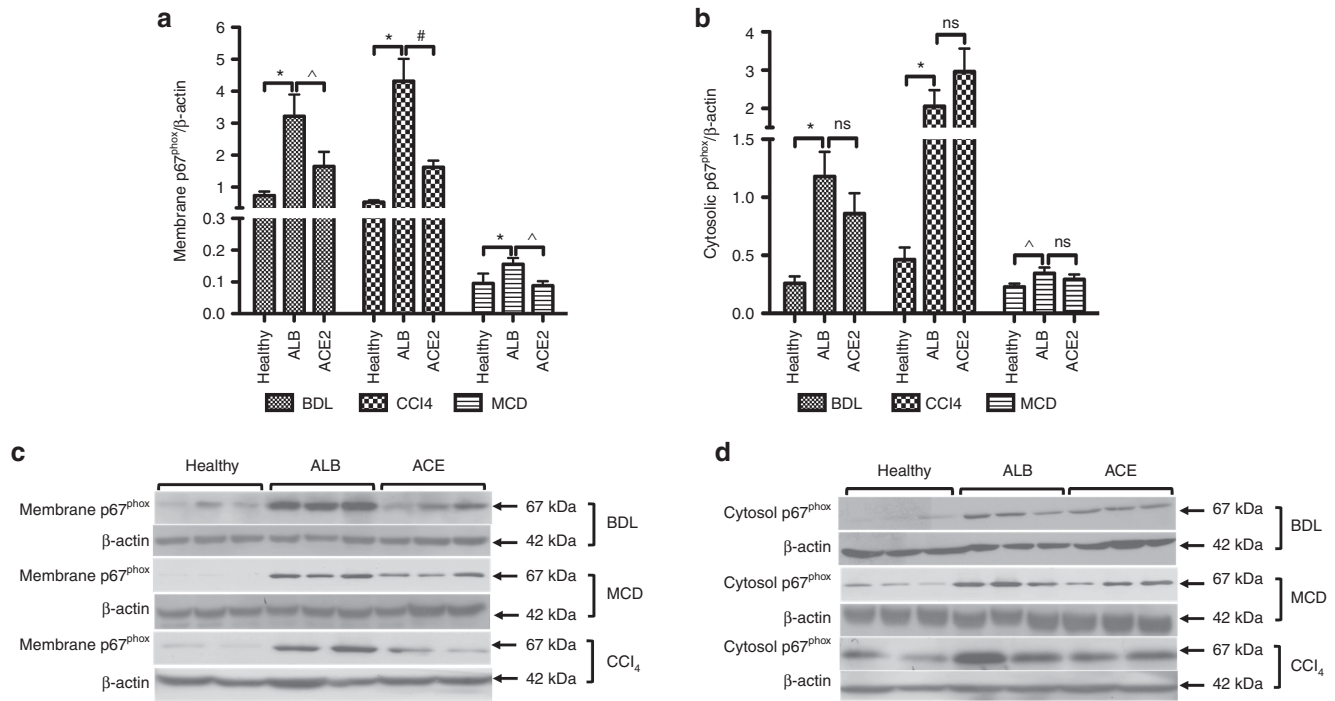 a
Membrane p67phox/β-actin
6
5
4
3
2
1
0.3
0.2
0.1
0.0
* ^
* #
* ^
Healthy ALB ACE2 Healthy ALB ACE2 Healthy ALB ACE2
BDL CCl4 MCD
b
Cytosolic p67phox/β-actin
4
3
2
1.5
1.0
0.5
0.0
* ns
* ns
^ ns
Healthy ALB ACE2 Healthy ALB ACE2 Healthy ALB ACE2
BDL CCl4 MCD
c
Healthy ALB ACE
Membrane p67phox 67 kDa
BDL
β-actin 42 kDa
Membrane p67phox 67 kDa
MCD
β-actin 42 kDa
Membrane p67phox 67 kDa
CCl4
β-actin 42 kDa
d
Healthy ALB ACE
Cytosol p67phox 67 kDa
BDL
β-actin 42 kDa
Cytosol p67phox 67 kDa
MCD
β-actin 42 kDa
Cytosol p67phox 67 kDa
CCl4
β-actin 42 kDa